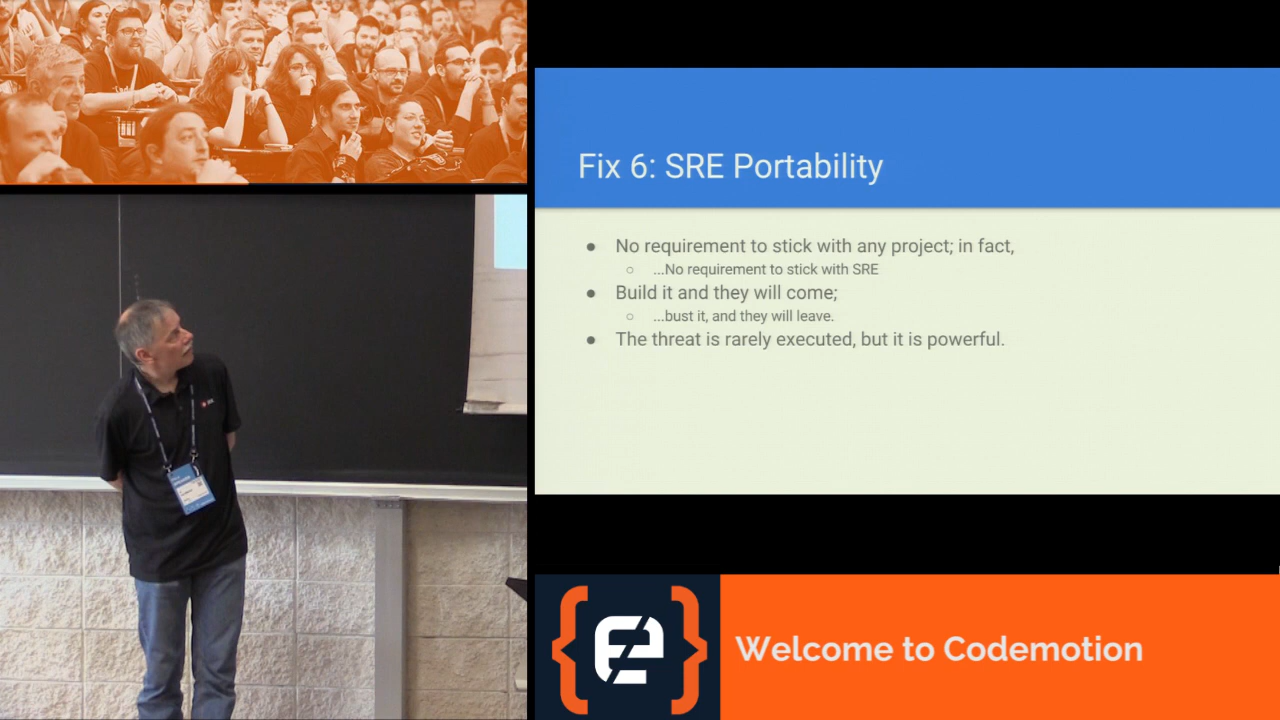 Fix 6: SRE Portability
● No requirement to stick with any project; in fact,
○ ...No requirement to stick with SRE
● Build it and they will come;
○ ...bust it, and they will leave.
● The threat is rarely executed, but it is powerful.
Welcome to Codemotion